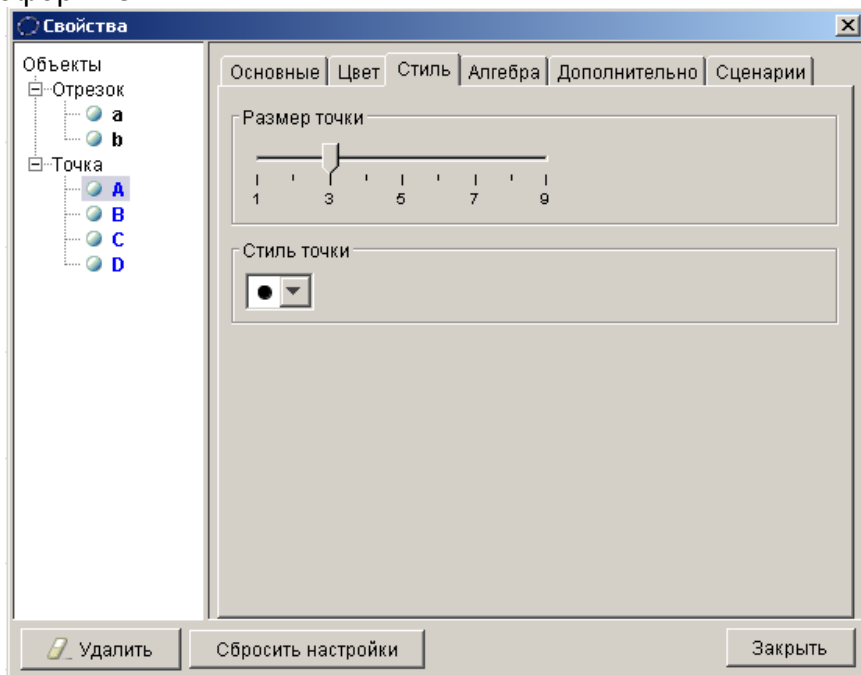 Свойства
Объекты
Отрезок
a
b
Точка
A
B
C
D
Основные Цвет Стиль Алгебра Дополнительно Сценарии
Размер точки
1 3 5 7 9
Стиль точки
Удалить Сбросить настройки Закрыть